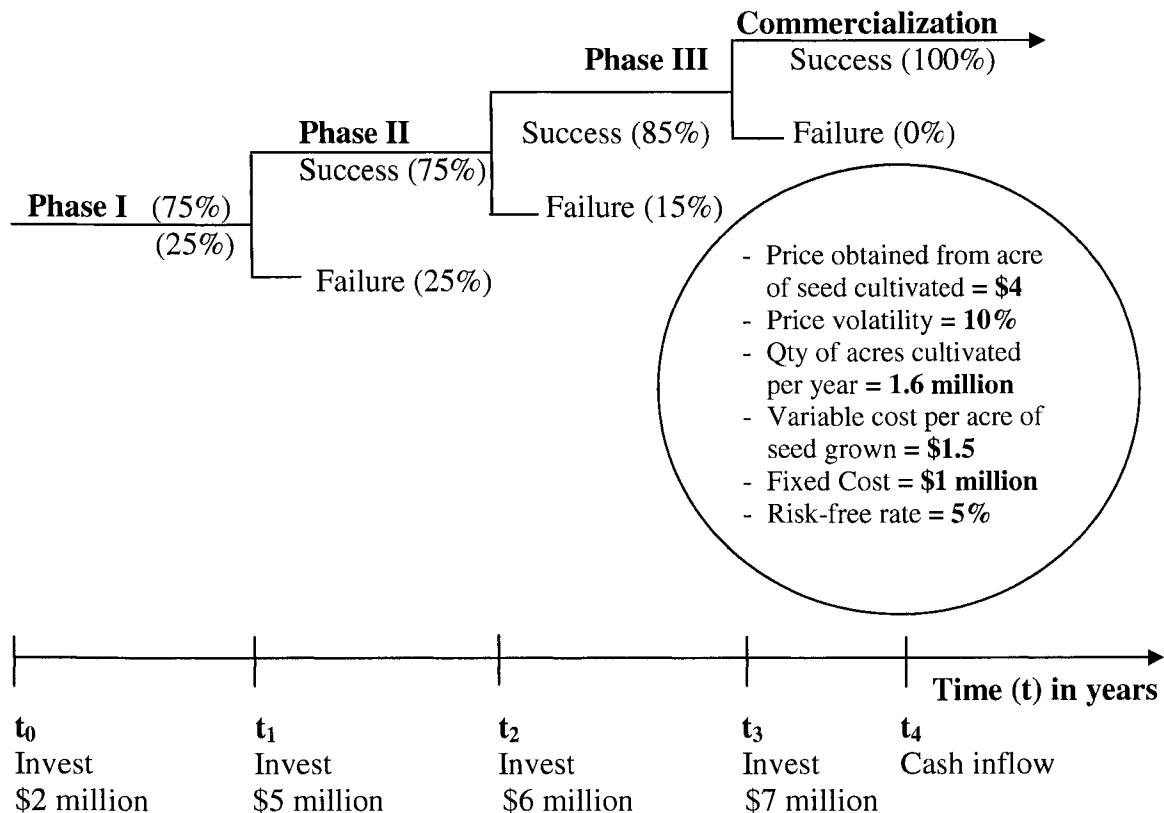 Commercialization
Success (100%)
Phase III
Failure (0%)
Phase II
Success (85%)
Success (75%)
Failure (15%)
Phase I (75%)
(25%)
Failure (25%)
- Price obtained from acre
of seed cultivated = $4
- Price volatility = 10%
- Qty of acres cultivated
per year = 1.6 million
- Variable cost per acre of
seed grown = $1.5
- Fixed Cost = $1 million
- Risk-free rate = 5%
Time (t) in years
t₀
Invest
$2 million
t₁
Invest
$5 million
t₂
Invest
$6 million
t₃
Invest
$7 million
t₄
Cash inflow